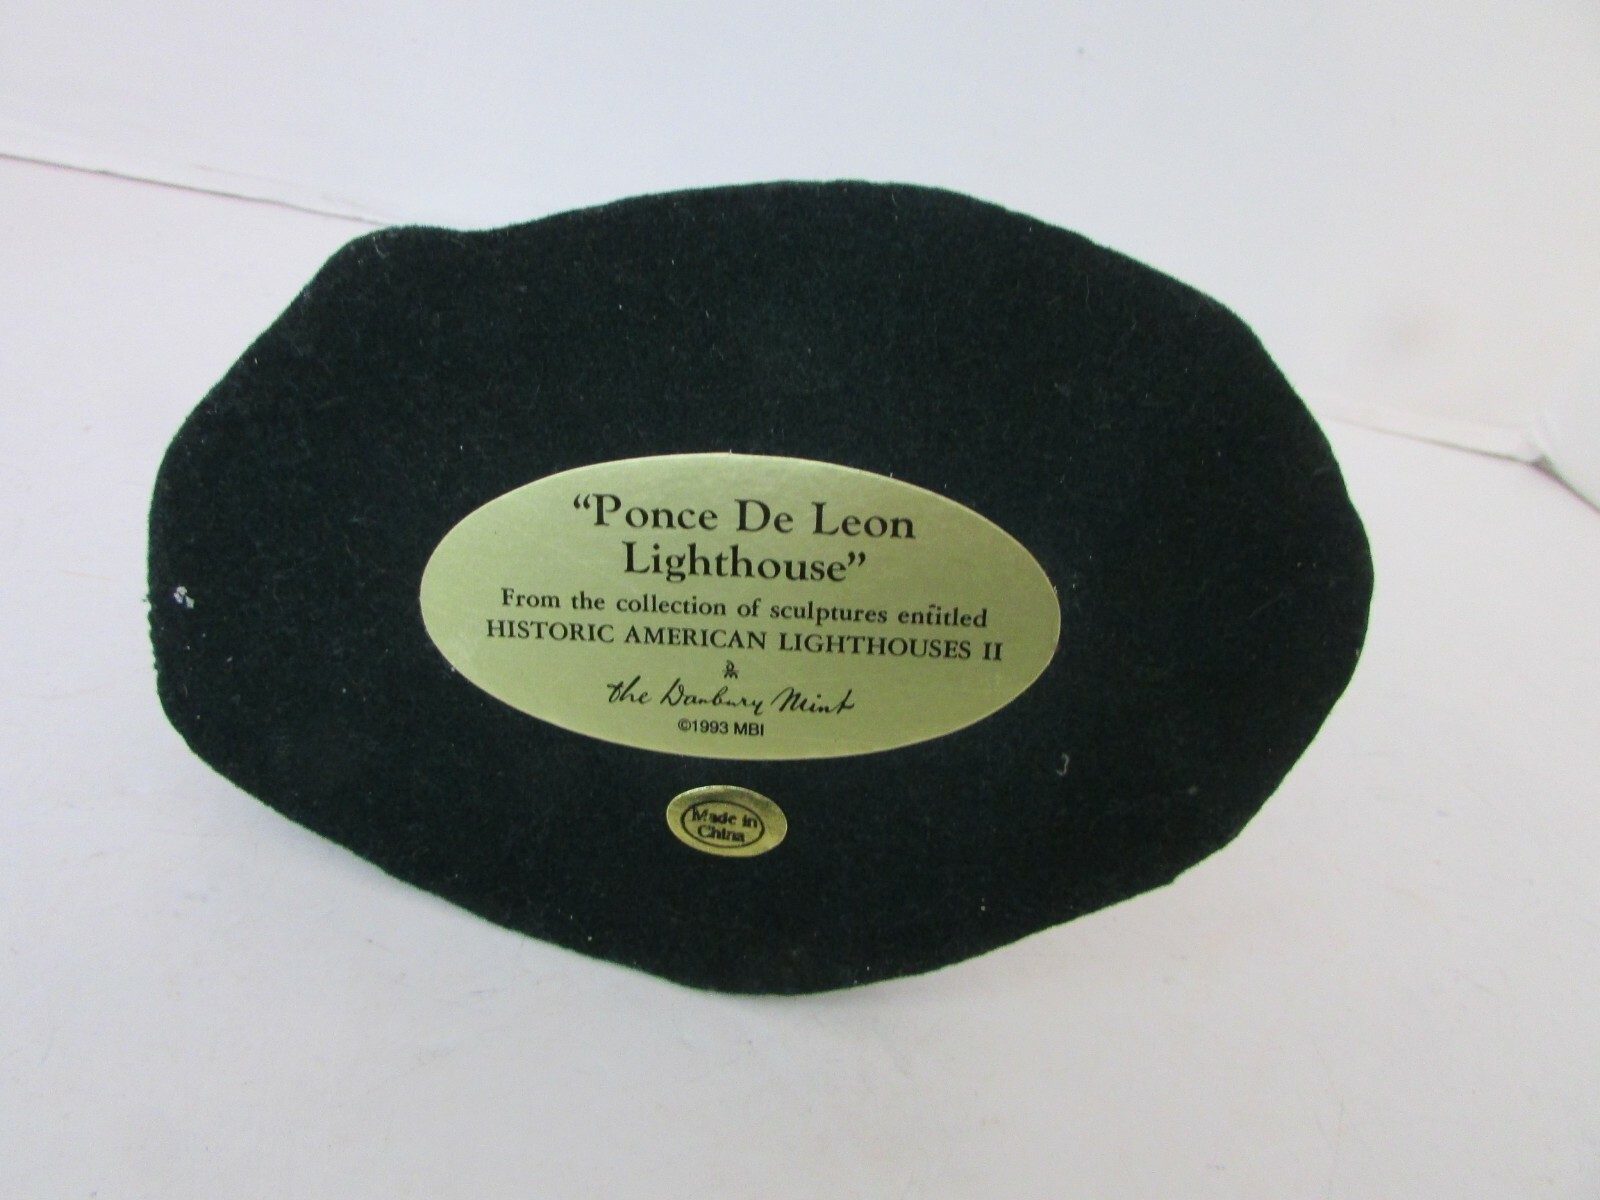 “Ponce De Leon
Lighthouse”
From the collection of sculptures entitled
HISTORIC AMERICAN LIGHTHOUSES II
DM
the Danbury Mint
©1993 MBI
Made in
China